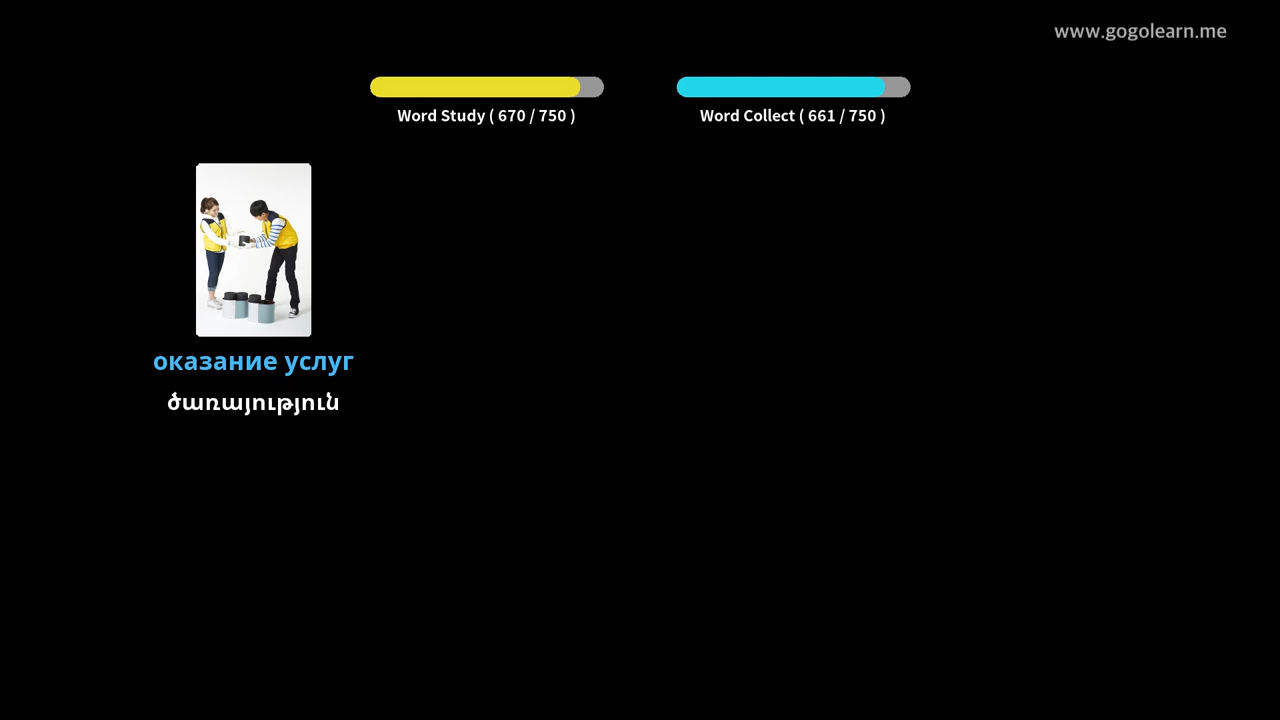 www.gogolearn.me
Word Study ( 670 / 750 )
Word Collect ( 661 / 750 )
оказание услуг
ծառայություն